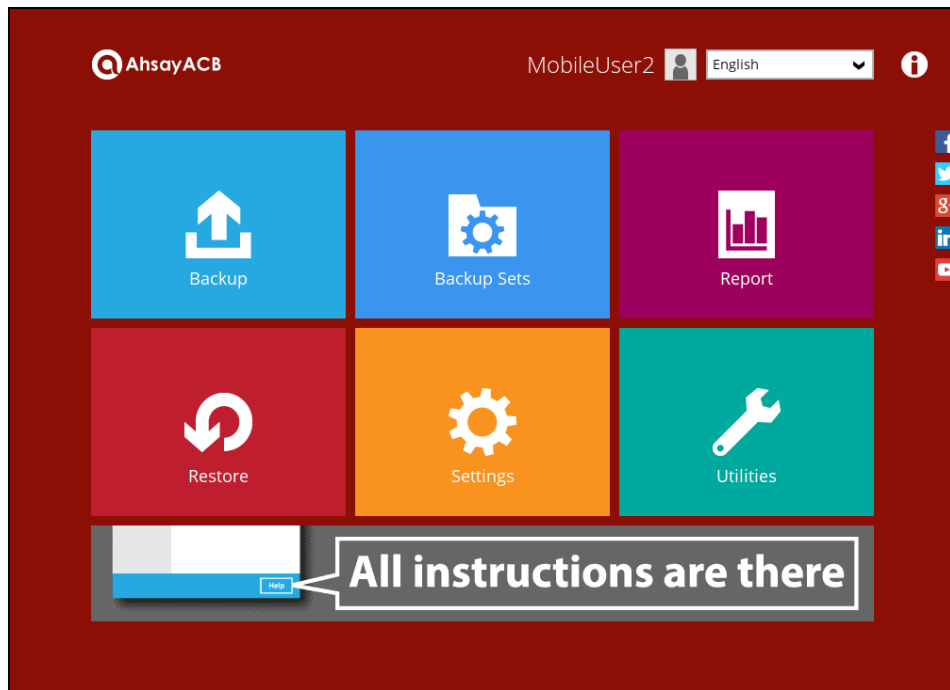 AhsayACB
MobileUser2
English
Backup
Backup Sets
Report
Restore
Settings
Utilities
Help
All instructions are there